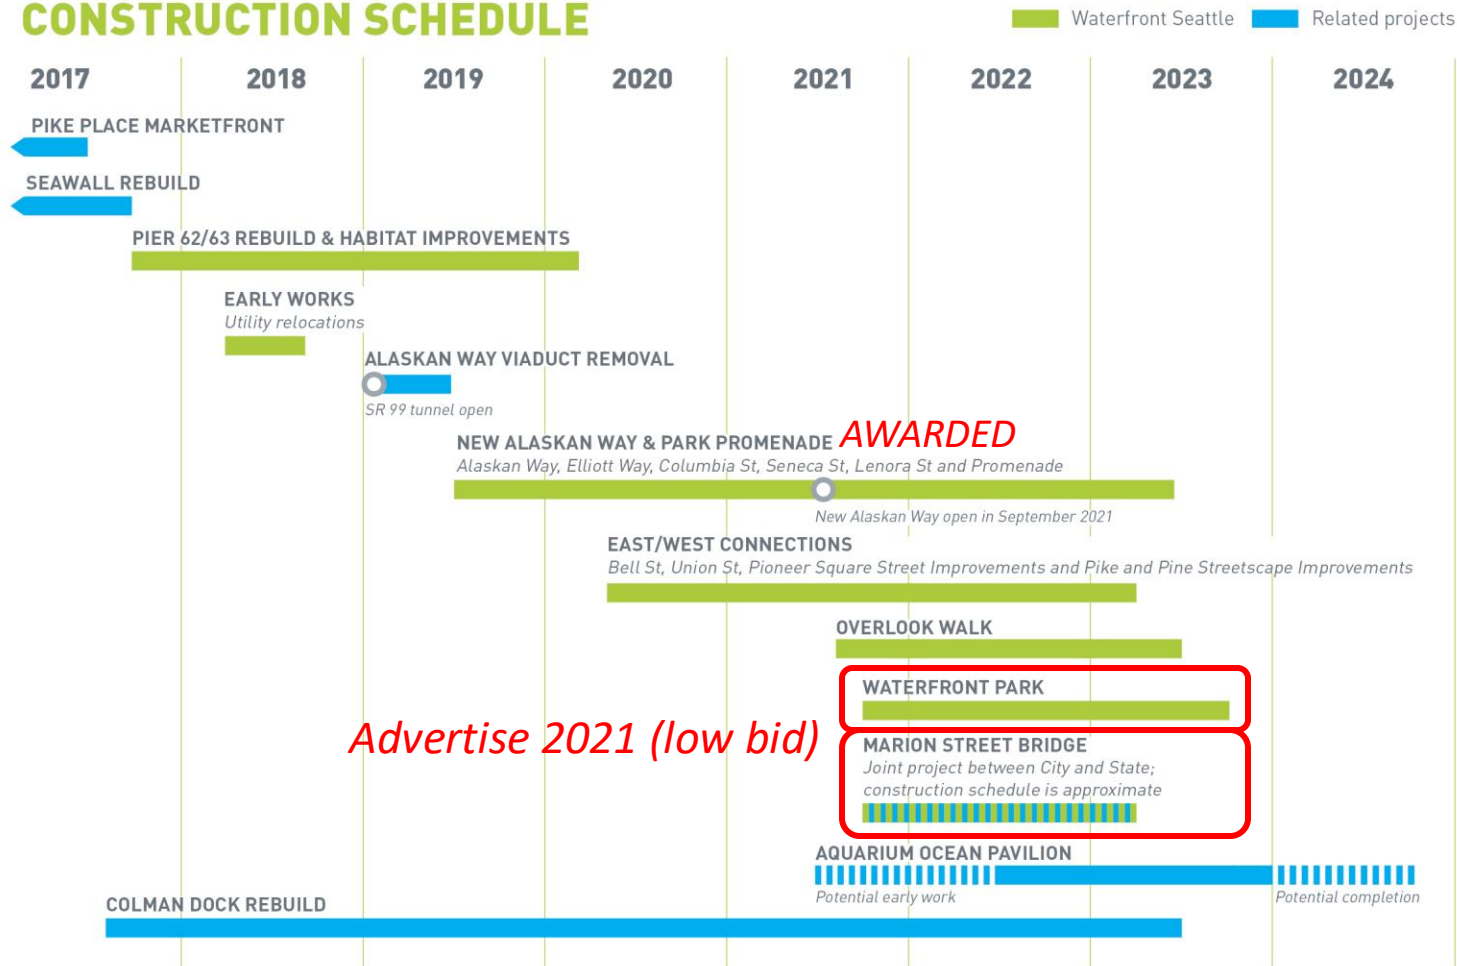 CONSTRUCTION SCHEDULE
Waterfront Seattle
Related projects
2017 2018 2019 2020 2021 2022 2023 2024
PIKE PLACE MARKETFRONT
SEAWALL REBUILD
PIER 62/63 REBUILD & HABITAT IMPROVEMENTS
EARLY WORKS
Utility relocations
ALASKAN WAY VIADUCT REMOVAL
SR 99 tunnel open
NEW ALASKAN WAY & PARK PROMENADE AWARDED
Alaskan Way, Elliott Way, Columbia St, Seneca St, Lenora St and Promenade
New Alaskan Way open in September 2021
EAST/WEST CONNECTIONS
Bell St, Union St, Pioneer Square Street Improvements and Pike and Pine Streetscape Improvements
OVERLOOK WALK
WATERFRONT PARK
Advertise 2021 (low bid)
MARION STREET BRIDGE
Joint project between City and State;
construction schedule is approximate
AQUARIUM OCEAN PAVILION
Potential early work
Potential completion
COLMAN DOCK REBUILD